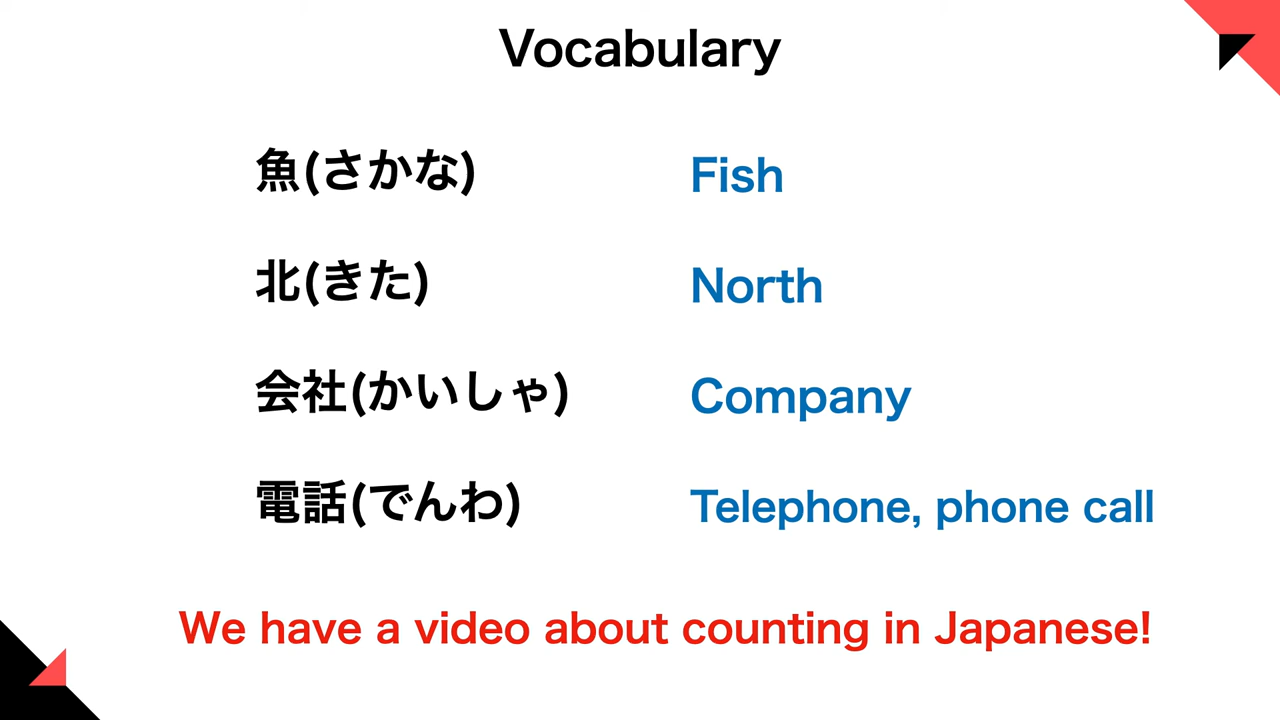 Vocabulary
魚(さかな) Fish
北(きた) North
会社(かいしゃ) Company
電話(でんわ) Telephone, phone call
We have a video about counting in Japanese!